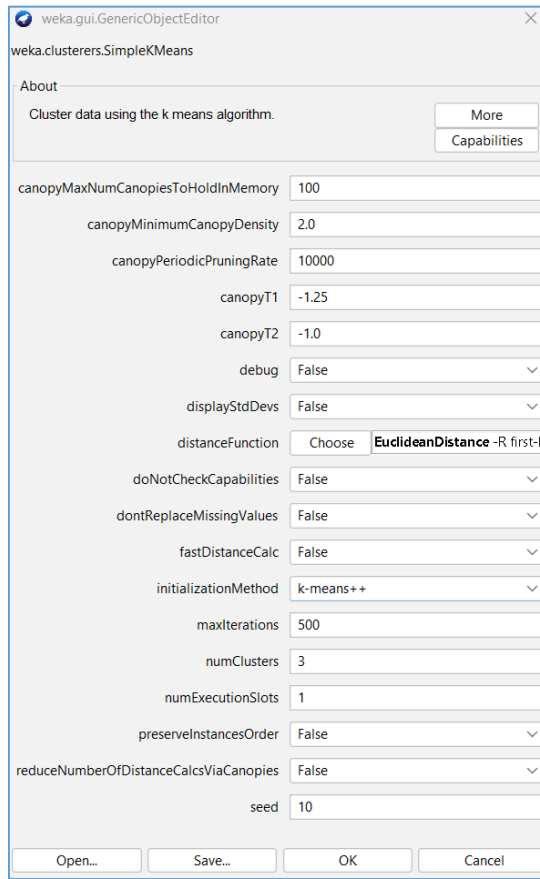 weka.gui.GenericObjectEditor
weka.clusterers.SimpleKMeans
About
Cluster data using the k means algorithm.
More
Capabilities
canopyMaxNumCanopiesToHoldInMemory 100
canopyMinimumCanopyDensity 2.0
canopyPeriodicPruningRate 10000
canopyT1 -1.25
canopyT2 -1.0
debug False
displayStdDevs False
distanceFunction Choose EuclideanDistance -R first-l
doNotCheckCapabilities False
dontReplaceMissingValues False
fastDistanceCalc False
initializationMethod k-means++
maxIterations 500
numClusters 3
numExecutionSlots 1
preserveInstancesOrder False
reduceNumberOfDistanceCalcsViaCanopies False
seed 10
Open... Save... OK Cancel